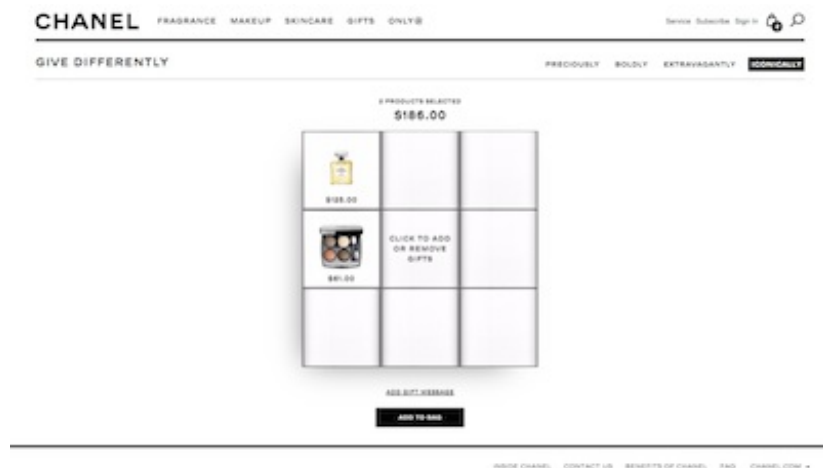 CHANEL FRAGRANCE MAKEUP SKINCARE GIFTS Service Subscribe Sign in
GIVE DIFFERENTLY PRECIOUSLY BOLDLY EXTRAVAGANTLY ICONICALLY
2 PRODUCTS SELECTED
$186.00
$125.00
CLICK TO ADD
OR REMOVE
GIFTS
$61.00
ADD GIFT MESSAGE
ADD TO BAG
INSIDE CHANEL CONTACT US BENEFITS OF CHANEL FAQ CHANEL.COM